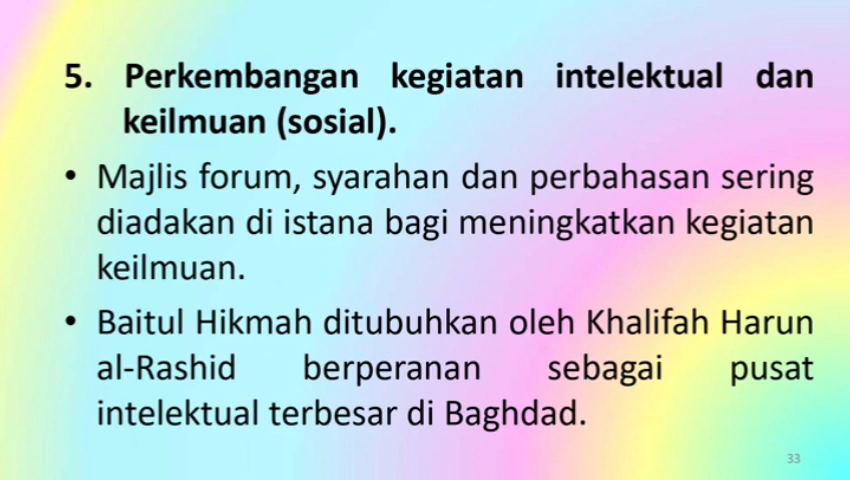 5. Perkembangan kegiatan intelektual dan
keilmuan (sosial).
• Majlis forum, syarahan dan perbahasan sering
diadakan di istana bagi meningkatkan kegiatan
keilmuan.
• Baitul Hikmah ditubuhkan oleh Khalifah Harun
al-Rashid berperanan sebagai pusat
intelektual terbesar di Baghdad.
33